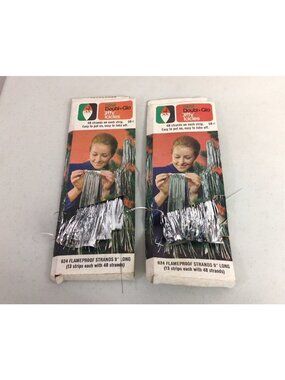 Doubl-Glo
icicles
48 strands on each strip.
Easy to put on, easy to take off.
624 FLAMEPROOF STRANDS 9" LONG
(13 strips each with 48 strands)
Doubl-Glo
icicles
48 strands on each strip.
Easy to put on, easy to take off.
624 FLAMEPROOF STRANDS 9" LONG
(13 strips each with 48 strands)